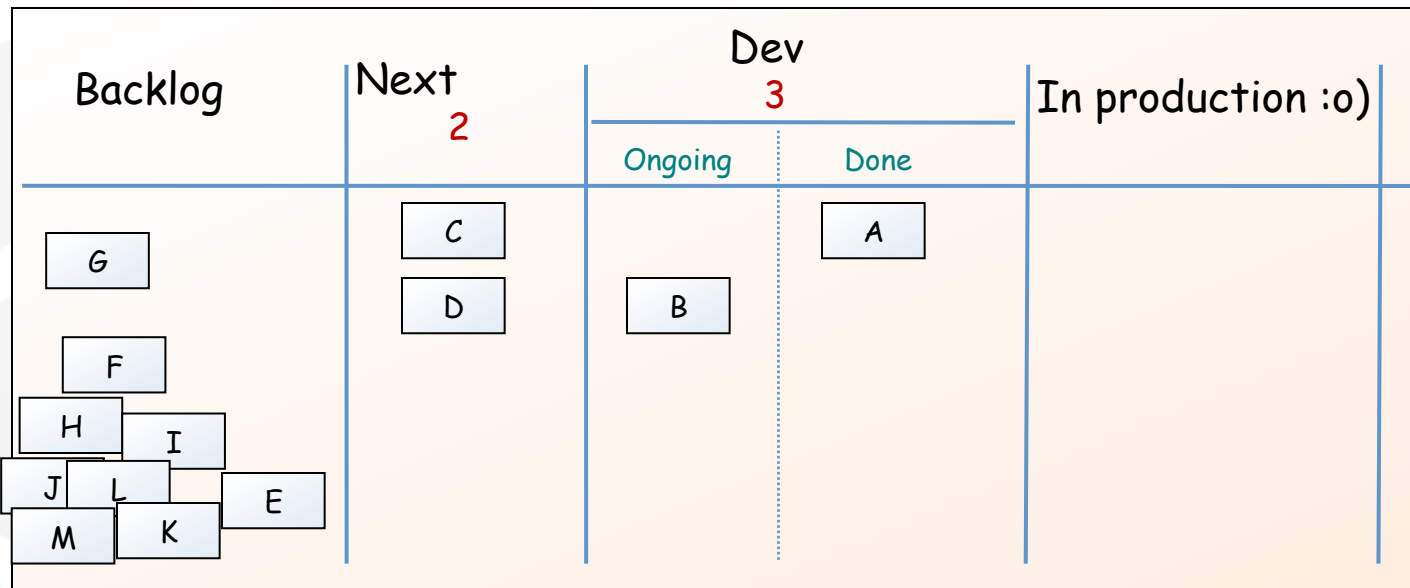 Backlog
Next
2
Dev
3
In production :o)
Ongoing
Done
G
C
A
D
B
F
H
I
J
L
E
M
K